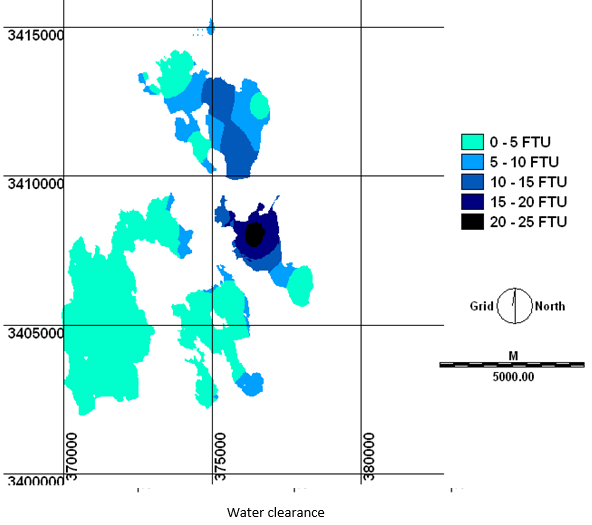 3415000
3410000
3405000
3400000
370000
375000
380000
0 - 5 FTU
5 - 10 FTU
10 - 15 FTU
15 - 20 FTU
20 - 25 FTU
Grid North
M
5000.00
Water clearance